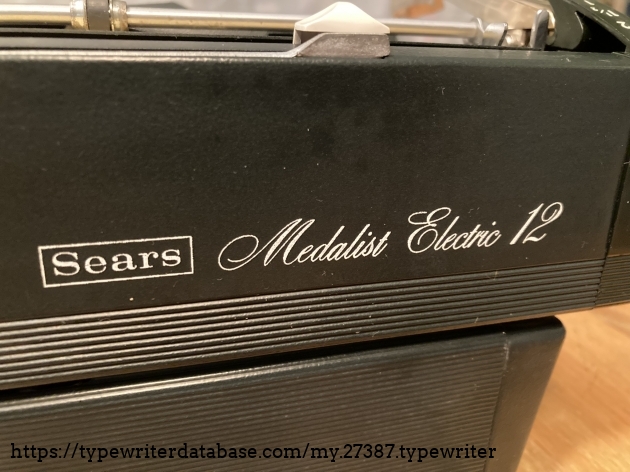 Sears Medalist Electric 12
https://typewriterdatabase.com/my.27387.typewriter